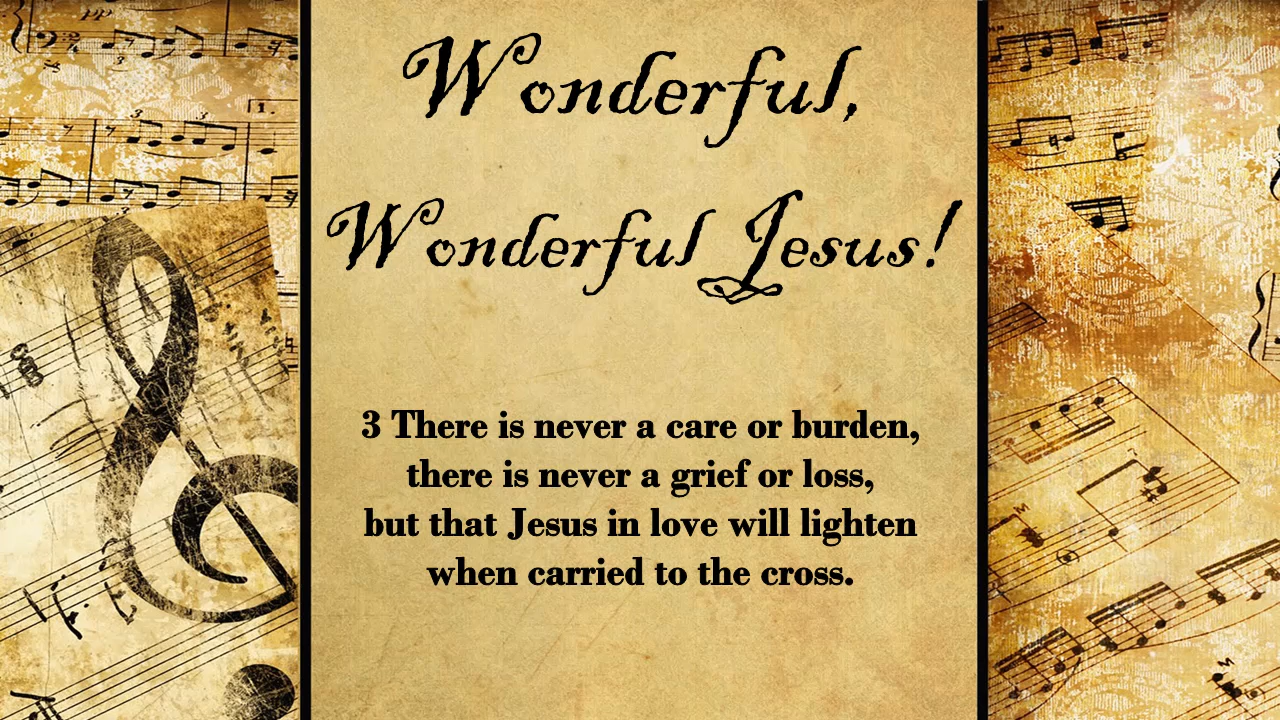 Wonderful,
Wonderful Jesus!
3 There is never a care or burden,
there is never a grief or loss,
but that Jesus in love will lighten
when carried to the cross.